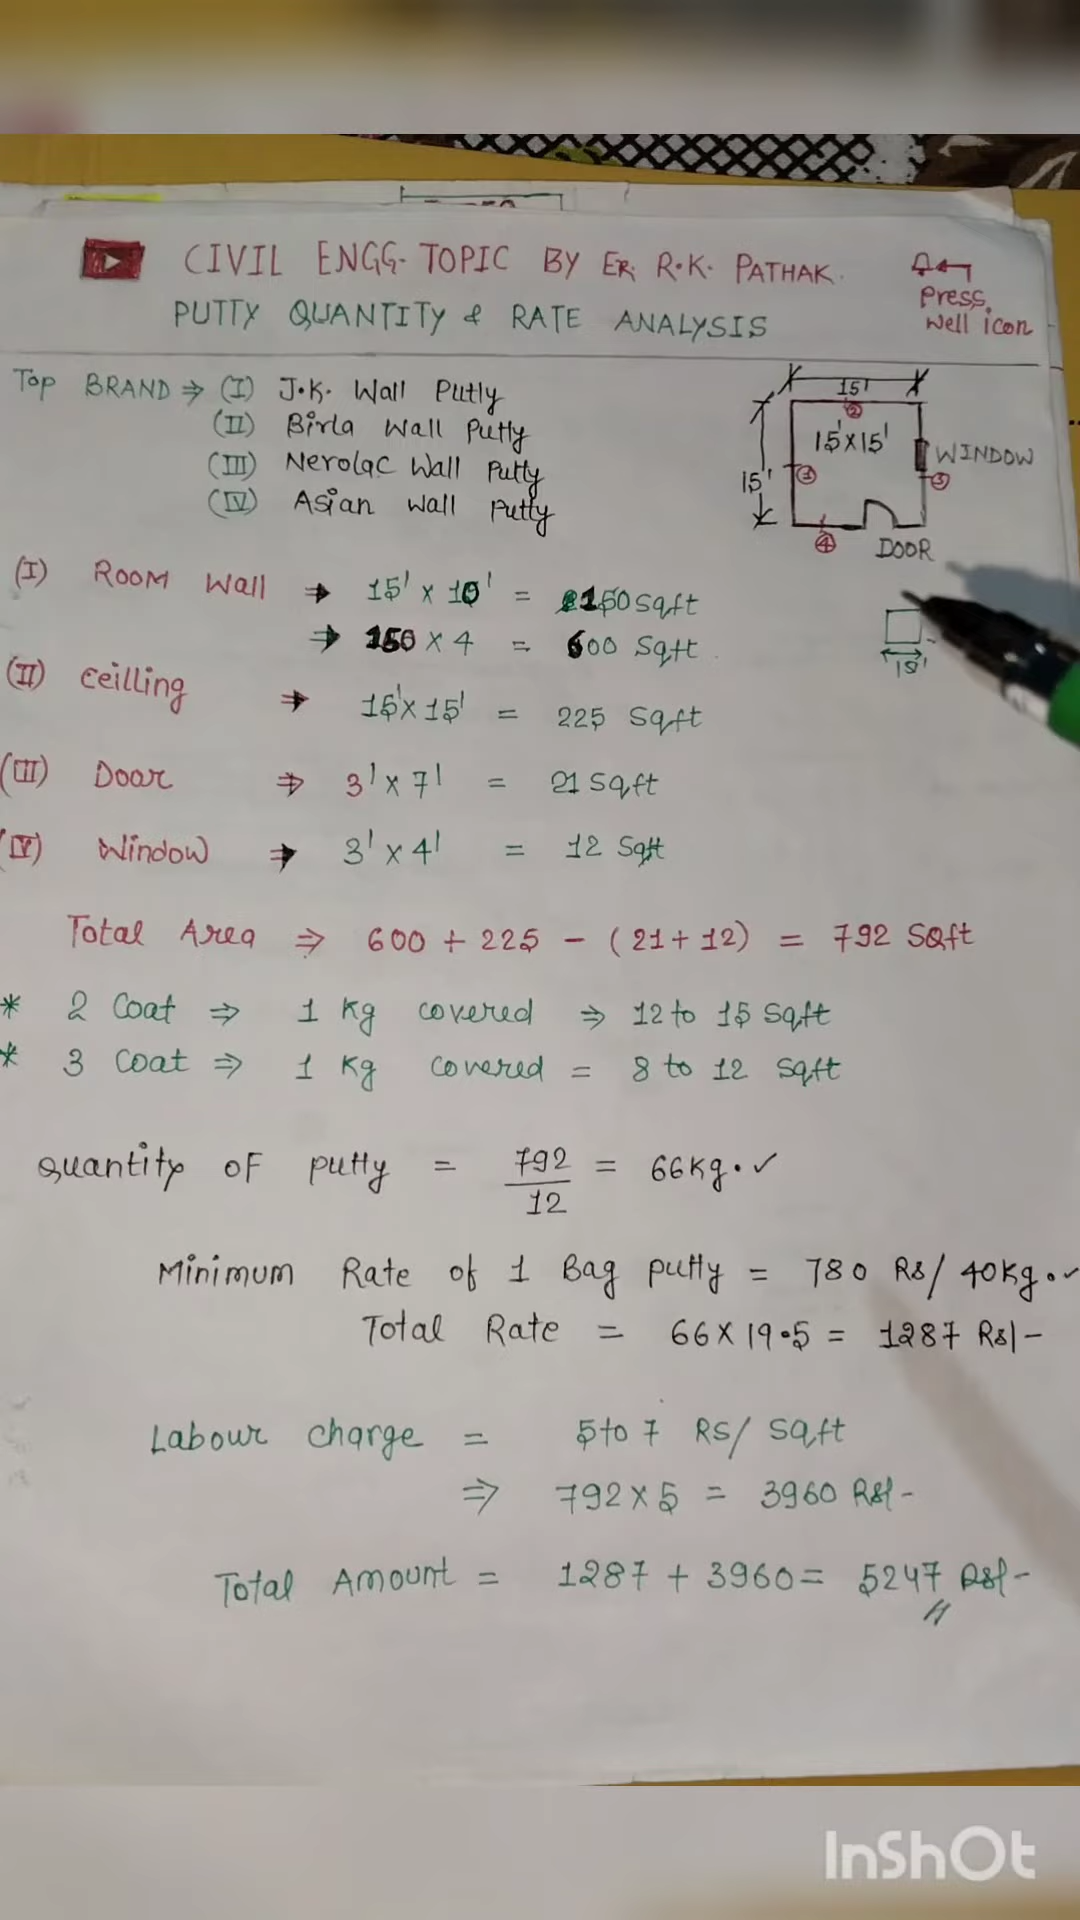 CIVIL ENGG. TOPIC BY ER. R.K. PATHAK.
PUTTY QUANTITY & RATE ANALYSIS
Press
Well icon
Top BRAND ⇒ (I) J.K. Wall Putty
(II) Birla Wall Putty
(III) Nerolac Wall Putty
(IV) Asian Wall Putty
15'
②
15'x15'
WINDOW
15'
①
③
④
DOOR
(I) ROOM Wall ⇒ 15' x 10' = 150 Sqft
⇒ 150 x 4 = 600 Sqft
15'
(II) Ceilling ⇒ 15'x 15' = 225 Sqft
(III) Door ⇒ 3' x 7' = 21 Sqft
(IV) Window ⇒ 3' x 4' = 12 Sqft
Total Area ⇒ 600 + 225 - (21 + 12) = 792 SQft
* 2 Coat ⇒ 1 Kg covered ⇒ 12 to 15 Sqft
* 3 Coat ⇒ 1 Kg covered = 8 to 12 Sqft
Quantity OF putty = 792/12 = 66Kg. ✓
Minimum Rate of 1 Bag putty = 780 Rs/ 40Kg. ✓
Total Rate = 66 X 19.5 = 1287 Rs/-
Labour charge = 5 to 7 RS/ Sqft
⇒ 792 X 5 = 3960 Rs/-
Total Amount = 1287 + 3960 = 5247 Rs/-
InShOt